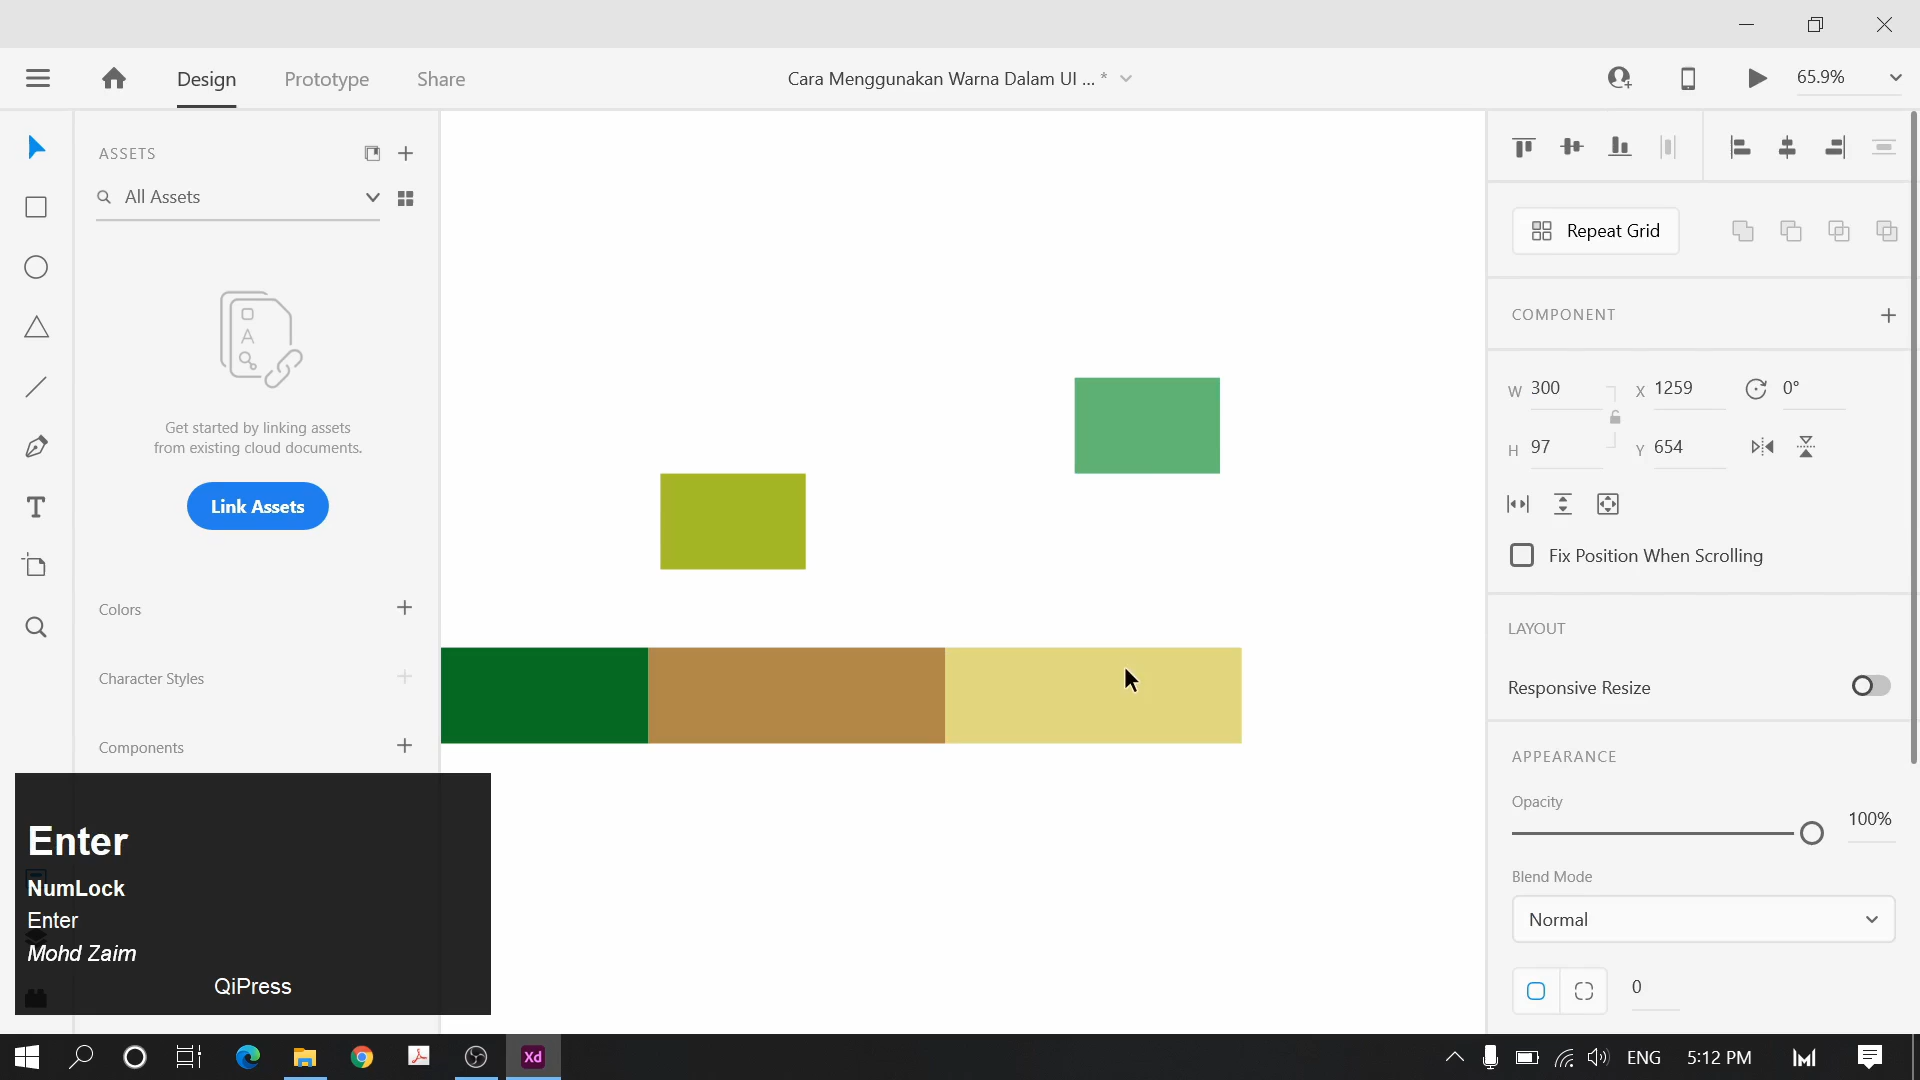 Design
Prototype
Share
Cara Menggunakan Warna Dalam UI ... *
65.9%
ASSETS
All Assets
A
Get started by linking assets
from existing cloud documents.
Link Assets
Colors
Character Styles
Components
Repeat Grid
COMPONENT
W 300
X 1259
0°
H 97
Y 654
Fix Position When Scrolling
LAYOUT
Responsive Resize
APPEARANCE
Opacity
100%
Blend Mode
Normal
0
Enter
NumLock
Enter
Mohd Zaim
QiPress
Xd
ENG
5:12 PM